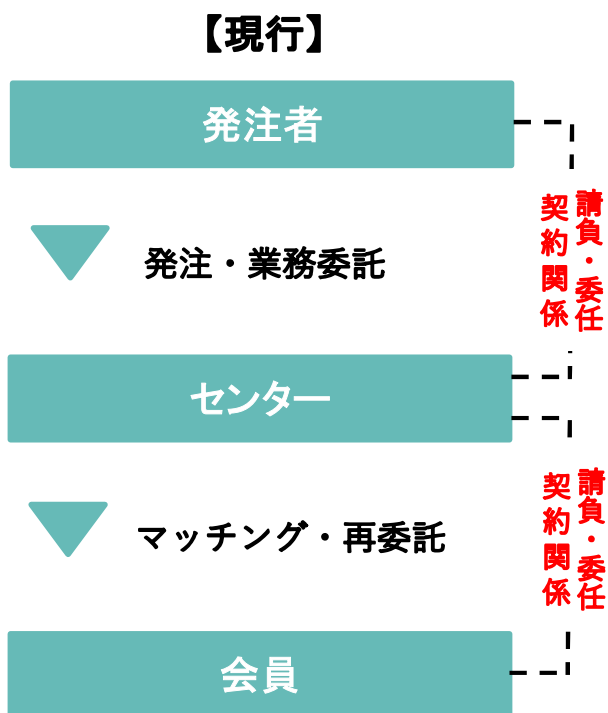 【現行】
発注者
請負・委任
契約関係
発注・業務委託
センター
請負・委任
契約関係
マッチング・再委託
会員